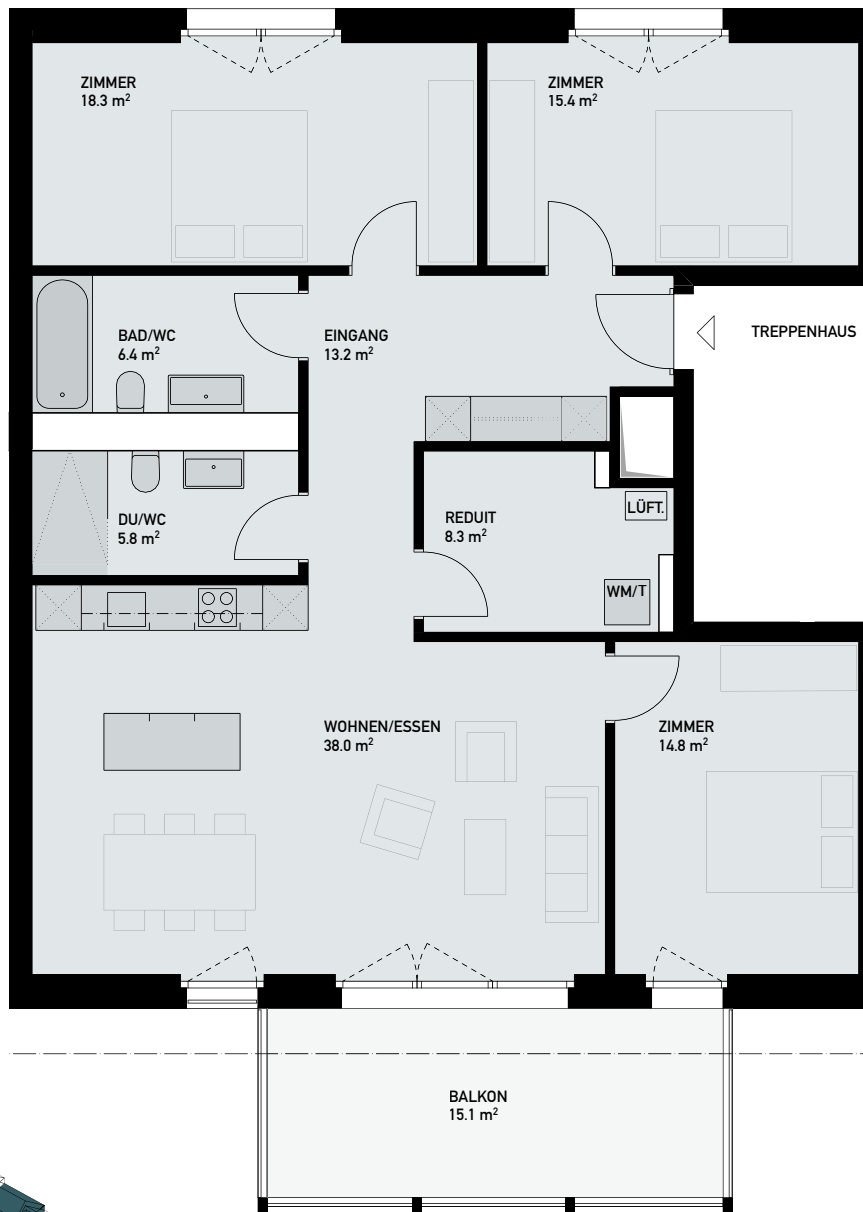 ZIMMER
18.3 m²
ZIMMER
15.4 m²
BAD/WC
6.4 m²
EINGANG
13.2 m²
TREPPENHAUS
DU/WC
5.8 m²
REDUIT
8.3 m²
LÜFT.
WM/T
WOHNEN/ESSEN
38.0 m²
ZIMMER
14.8 m²
BALKON
15.1 m²